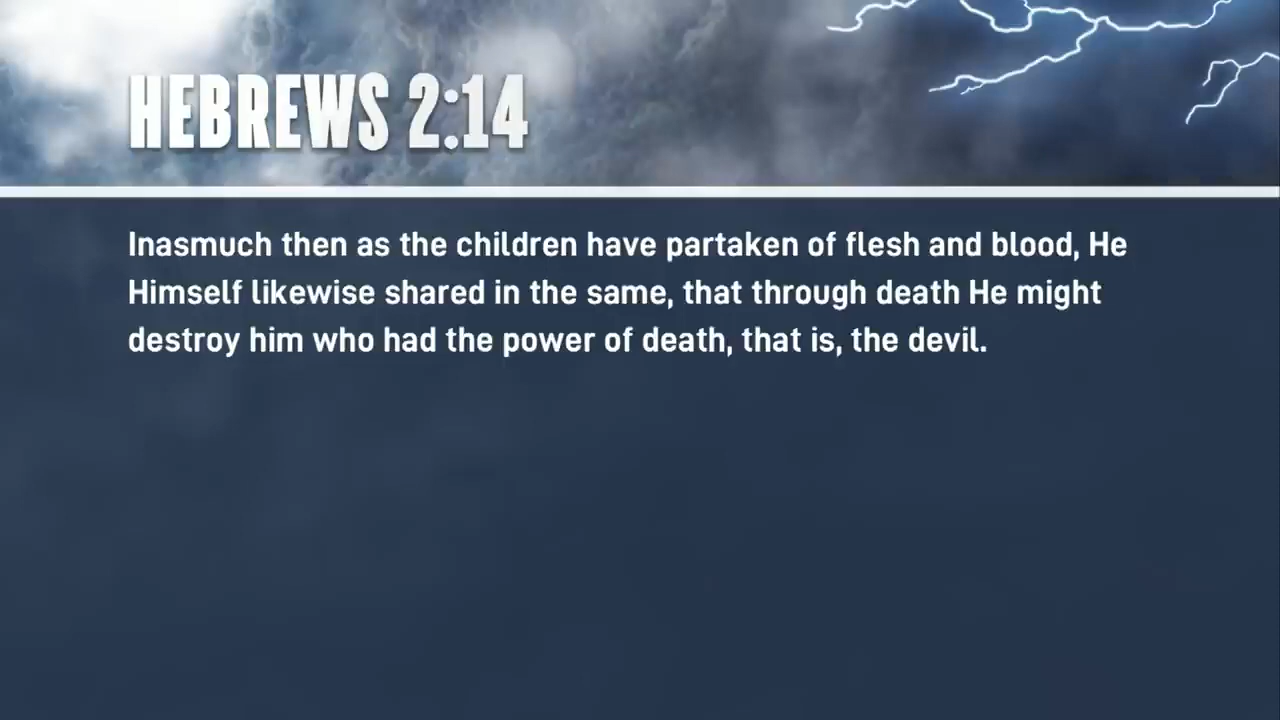 HEBREWS 2:14
Inasmuch then as the children have partaken of flesh and blood, He
Himself likewise shared in the same, that through death He might
destroy him who had the power of death, that is, the devil.